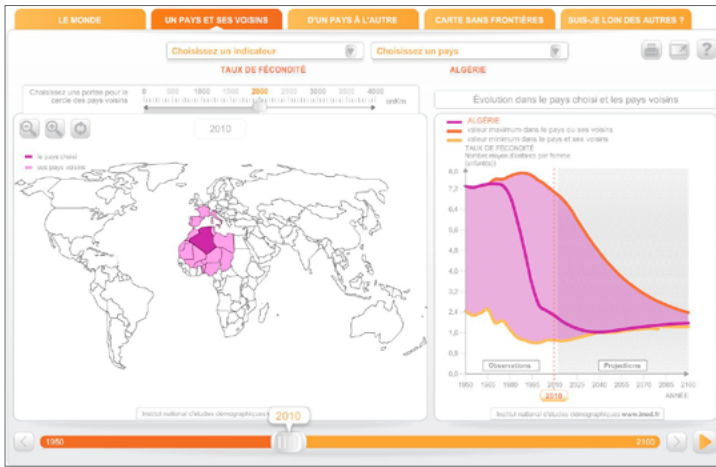 LE MONDE
UN PAYS ET SES VOISINS
D'UN PAYS À L'AUTRE
CARTE SANS FRONTIÈRES
SUIS-JE LOIN DES AUTRES ?
Choisissez un indicateur
Choisissez un pays
?
TAUX DE FÉCONDITÉ
ALGÉRIE
Choisissez une portée pour le
cercle des pays voisins
0 500 1000 1500 2000 2500 3000 3500 4000
enKm
Évolution dans le pays choisi et les pays voisins
2010
le pays choisi
ses pays voisins
ALGÉRIE
valeur maximum dans le pays ou ses voisins
valeur minimum dans le pays et ses voisins
TAUX DE FÉCONDITÉ
Nombre moyen d'enfants par femme
(enfant(s))
8,0
7,2
6,4
5,6
4,8
4,0
3,2
2,4
1,6
0,8
0,0
Observations
Projections
1950 1965 1980 1995 2010 2025 2040 2055 2070 2085 2100
2010
ANNÉE
Institut national d'études démographiques
Institut national d'études démographiques www.ined.fr
2010
1950
2100